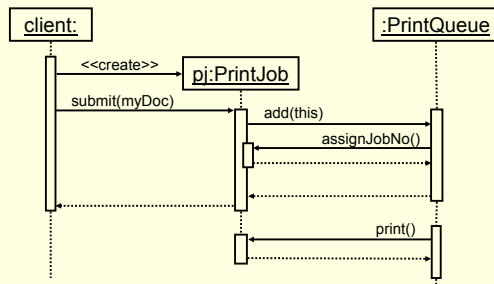 client:
:PrintQueue
<<create>>
pj:PrintJob
submit(myDoc)
add(this)
assignJobNo()
print()